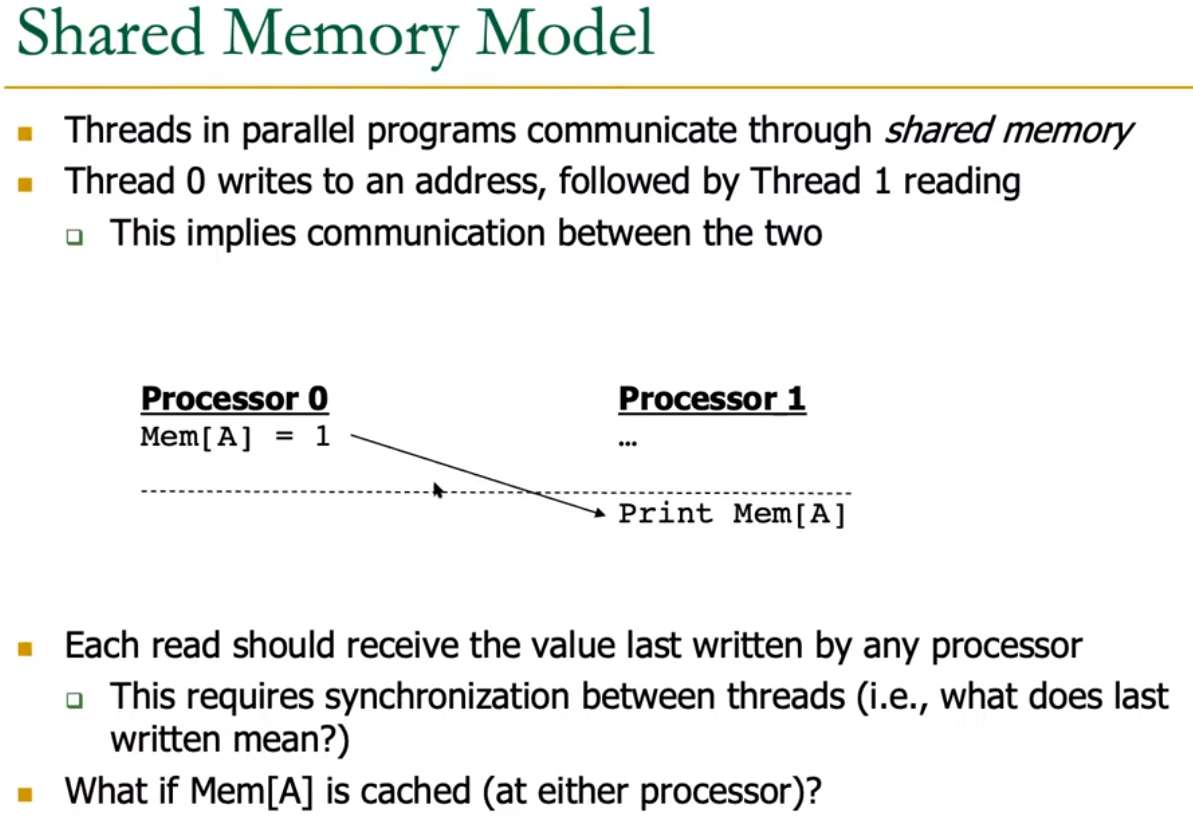 Shared Memory Model
Threads in parallel programs communicate through shared memory
Thread 0 writes to an address, followed by Thread 1 reading
This implies communication between the two
Processor 0 Processor 1
Mem[A] = 1 …
Print Mem[A]
Each read should receive the value last written by any processor
This requires synchronization between threads (i.e., what does last
written mean?)
What if Mem[A] is cached (at either processor)?